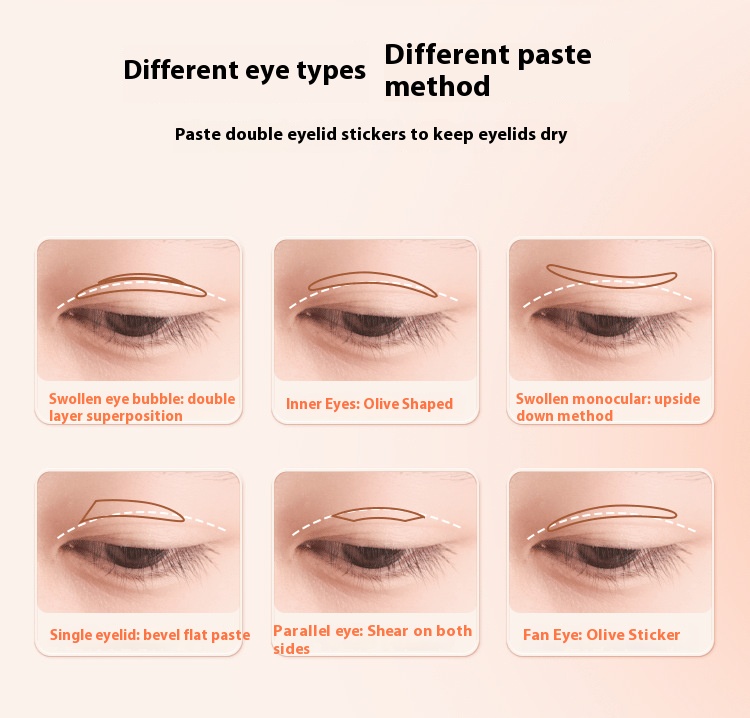 Different eye types
Different paste
method
Paste double eyelid stickers to keep eyelids dry
Swollen eye bubble: double
layer superposition
Inner Eyes: Olive Shaped
Swollen monocular: upside
down method
Single eyelid: bevel flat paste
Parallel eye: Shear on both
sides
Fan Eye: Olive Sticker